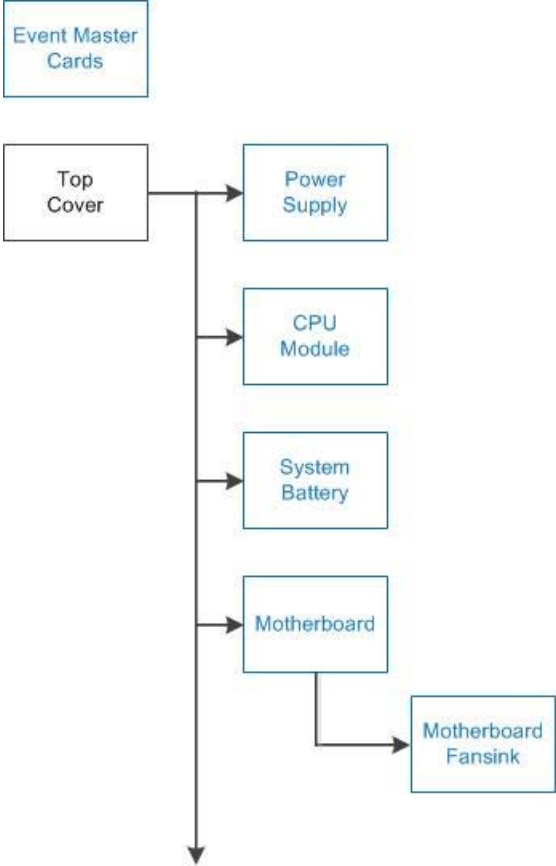 Event Master
Cards
Top
Cover
Power
Supply
CPU
Module
System
Battery
Motherboard
Motherboard
Fansink